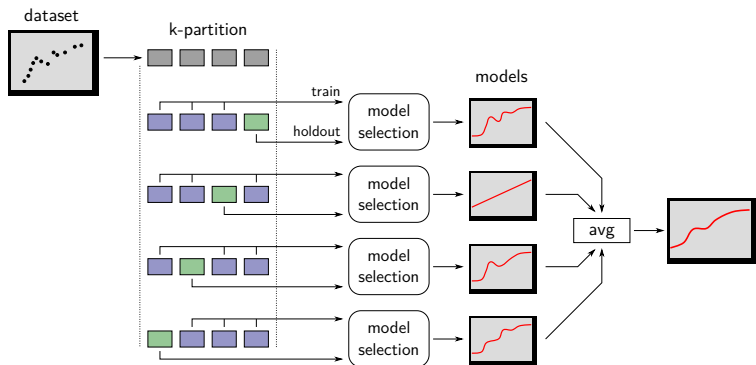 dataset
k-partition
models
train
holdout
model
selection
model
selection
avg
model
selection
model
selection